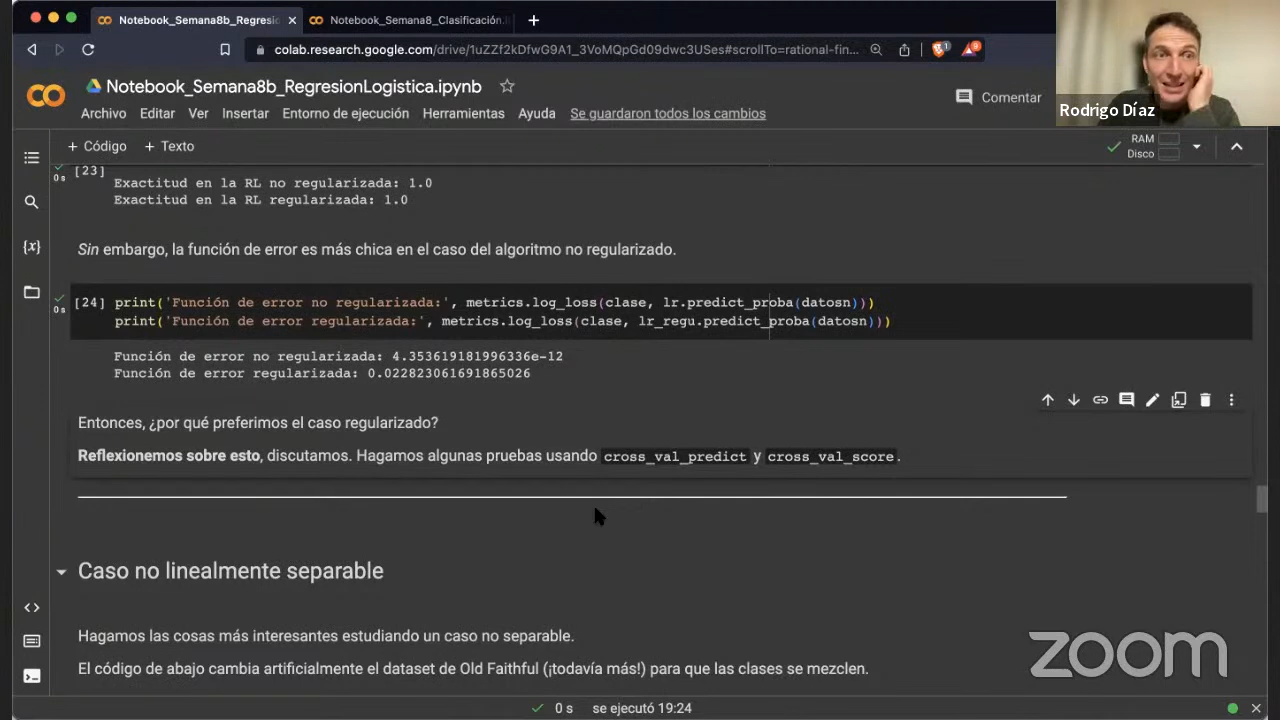 Notebook_Semana8b_Regresi
Notebook_Semana8_Clasificación.i
colab.research.google.com/drive/1uZZf2kDfwG9A1_3VoMQpGd09dwc3USes#scrollTo=rational-fin...
Notebook_Semana8b_RegresionLogistica.ipynb
Archivo Editar Ver Insertar Entorno de ejecución Herramientas Ayuda Se guardaron todos los cambios
Comentar
Rodrigo Díaz
+ Código + Texto
RAM
Disco
[23]
0 s
Exactitud en la RL no regularizada: 1.0
Exactitud en la RL regularizada: 1.0
Sin embargo, la función de error es más chica en el caso del algoritmo no regularizado.
[24] print('Función de error no regularizada:', metrics.log_loss(clase, lr.predict_proba(datosn)))
0s
print('Función de error regularizada:', metrics.log_loss(clase, lr_regu.predict_proba(datosn)))
Función de error no regularizada: 4.353619181996336e-12
Función de error regularizada: 0.022823061691865026
Entonces, ¿por qué preferimos el caso regularizado?
Reflexionemos sobre esto, discutamos. Hagamos algunas pruebas usando cross_val_predict y cross_val_score.
Caso no linealmente separable
Hagamos las cosas más interesantes estudiando un caso no separable.
El código de abajo cambia artificialmente el dataset de Old Faithful (¡todavía más!) para que las clases se mezclen.
zoom
0 s se ejecutó 19:24